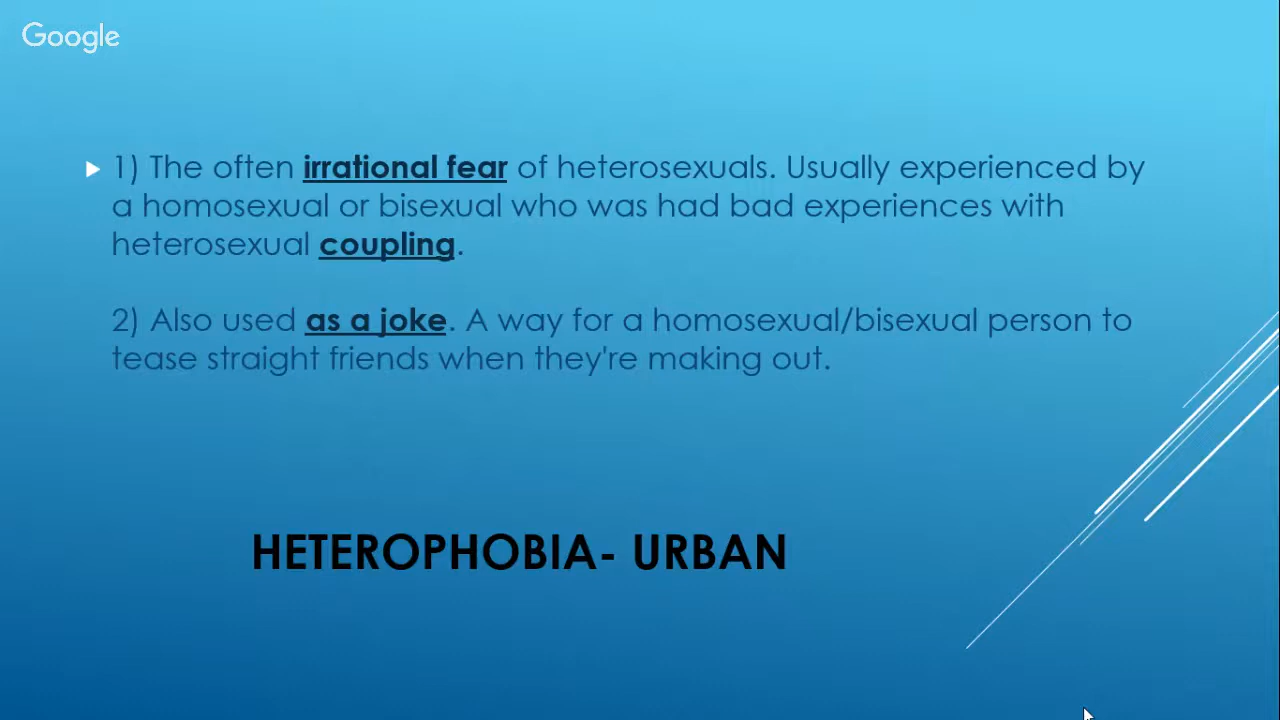 Google
1) The often irrational fear of heterosexuals. Usually experienced by
a homosexual or bisexual who was had bad experiences with
heterosexual coupling.
2) Also used as a joke. A way for a homosexual/bisexual person to
tease straight friends when they're making out.
HETEROPHOBIA- URBAN